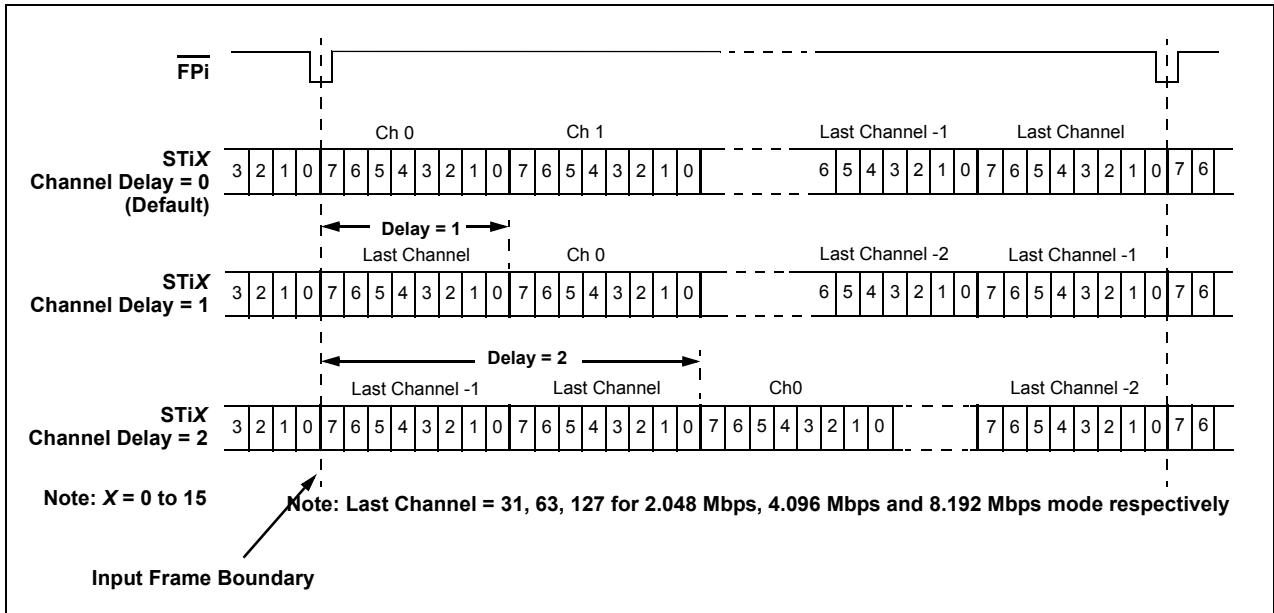 FPi
Ch 0 Ch 1 Last Channel -1 Last Channel
STiX
Channel Delay = 0
(Default)
3 2 1 0 7 6 5 4 3 2 1 0 7 6 5 4 3 2 1 0 6 5 4 3 2 1 0 7 6 5 4 3 2 1 0 7 6
Delay = 1
Last Channel Ch 0 Last Channel -2 Last Channel -1
STiX
Channel Delay = 1
3 2 1 0 7 6 5 4 3 2 1 0 7 6 5 4 3 2 1 0 6 5 4 3 2 1 0 7 6 5 4 3 2 1 0 7 6
Delay = 2
Last Channel -1 Last Channel Ch0 Last Channel -2
STiX
Channel Delay = 2
3 2 1 0 7 6 5 4 3 2 1 0 7 6 5 4 3 2 1 0 7 6 5 4 3 2 1 0 7 6 5 4 3 2 1 0 7 6
Note: X = 0 to 15
Note: Last Channel = 31, 63, 127 for 2.048 Mbps, 4.096 Mbps and 8.192 Mbps mode respectively
Input Frame Boundary